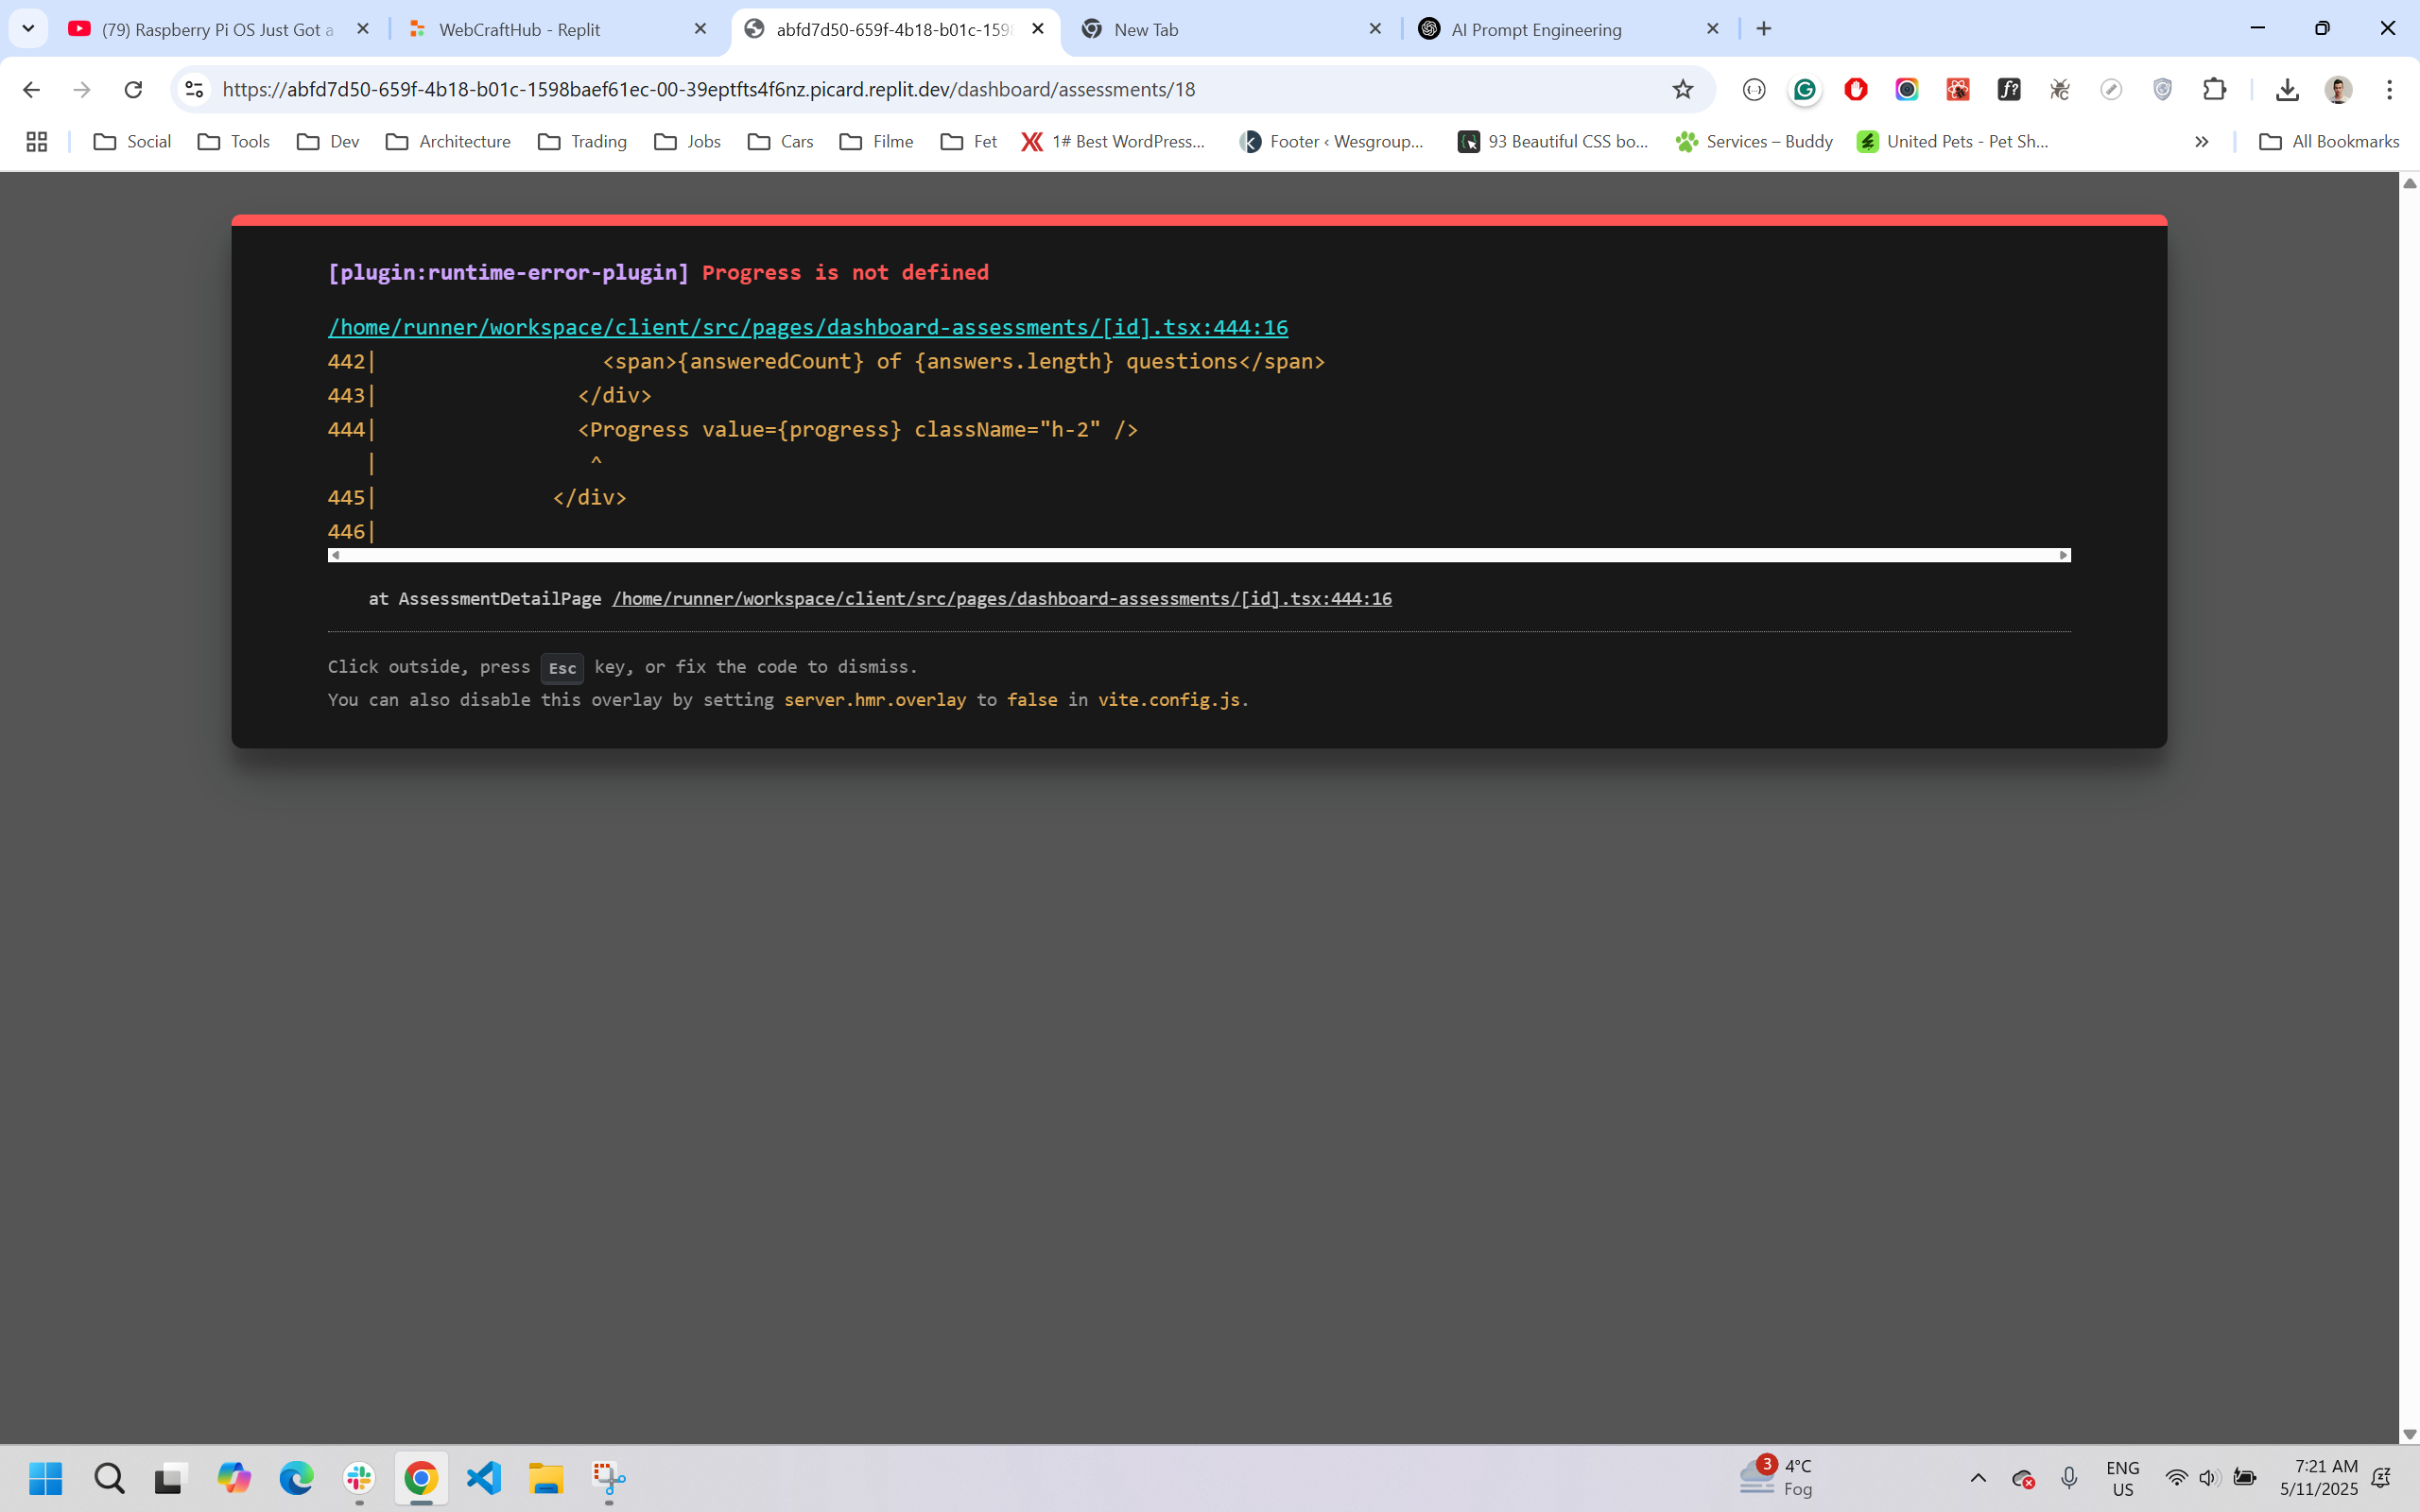 (79) Raspberry Pi OS Just Got a
WebCraftHub - Replit
abfd7d50-659f-4b18-b01c-159
New Tab
AI Prompt Engineering
https://abfd7d50-659f-4b18-b01c-1598baef61ec-00-39eptfts4f6nz.picard.replit.dev/dashboard/assessments/18
Social
Tools
Dev
Architecture
Trading
Jobs
Cars
Filme
Fet
1# Best WordPress...
Footer ‹ Wesgroup...
93 Beautiful CSS bo...
Services – Buddy
United Pets - Pet Sh...
All Bookmarks
[plugin:runtime-error-plugin] Progress is not defined
/home/runner/workspace/client/src/pages/dashboard-assessments/[id].tsx:444:16
442| <span>{answeredCount} of {answers.length} questions</span>
443| </div>
444| <Progress value={progress} className="h-2" />
| ^
445| </div>
446|
at AssessmentDetailPage /home/runner/workspace/client/src/pages/dashboard-assessments/[id].tsx:444:16
Click outside, press Esc key, or fix the code to dismiss.
You can also disable this overlay by setting server.hmr.overlay to false in vite.config.js.
3
4°C
Fog
ENG
US
7:21 AM
5/11/2025